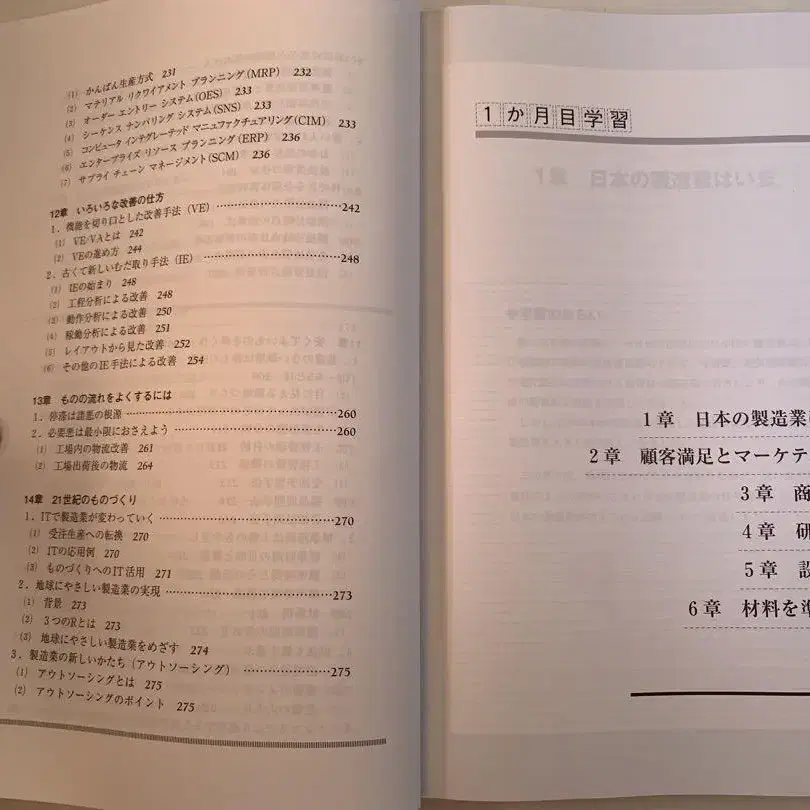 (1) かんばん生産方式 231
(2) マテリアル リクワイアメント プランニング(MRP) 232
(3) オーダー エントリー システム(OES) 233
(4) シーケンス ナンバリング システム(SNS) 233
(5) コンピュータ インテグレーテッド マニュファクチュアリング(CIM) 233
(6) エンタープライズ リソース プランニング(ERP) 236
(7) サプライ チェーン マネージメント(SCM) 236
12章 いろいろな改善の仕方
1. 機能を切り口とした改善手法(VE) 242
(1) VE/VAとは 242
(2) VEの進め方 244
2. 古くて新しいむだ取り手法(IE) 248
(1) IEの始まり 248
(2) 工程分析による改善 248
(3) 動作分析による改善 250
(4) 稼働分析による改善 251
(5) レイアウトから見た改善 252
(6) その他のIE手法による改善 254
13章 ものの流れをよくするには
1. 停滞は諸悪の根源 260
2. 必要悪は最小限におさえよう 260
(1) 工場内の物流改善 261
(2) 工場出荷後の物流 264
14章 21世紀のものづくり
1. ITで製造業が変わっていく 270
(1) 受注生産への転換 270
(2) ITの応用例 270
(3) ものづくりへのIT活用 271
2. 地球にやさしい製造業の実現 273
(1) 背景 273
(2) 3つのRとは 273
(3) 地球にやさしい製造業をめざす 274
3. 製造業の新しいかたち(アウトソーシング) 275
(1) アウトソーシングとは 275
(2) アウトソーシングのポイント 275
1か月目学習
1章 日本の製造業
2章 顧客満足とマーケテ
3章 商
4章 研
5章 設
6章 材料を準